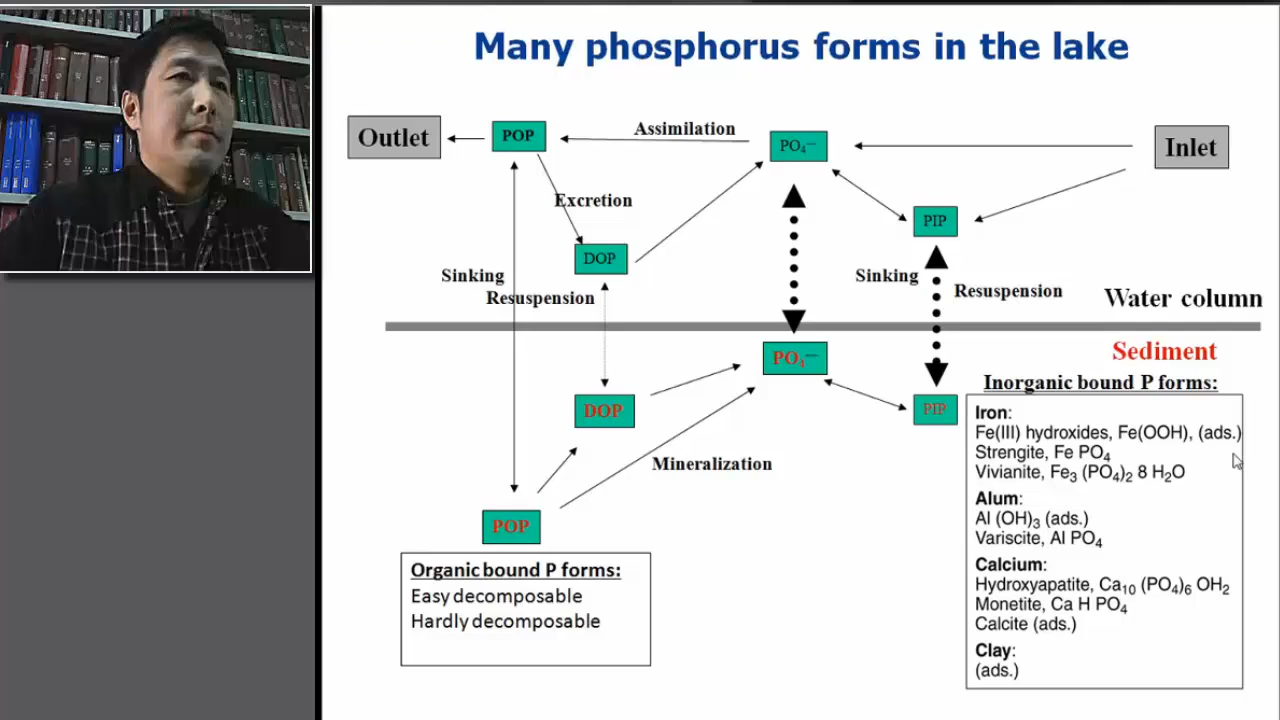 Many phosphorus forms in the lake
Outlet
POP
Assimilation
PO₄—
Inlet
Excretion
PIP
DOP
Sinking
Resuspension
Sinking
Resuspension
Water column
PO₄—
Sediment
DOP
PIP
Mineralization
POP
Inorganic bound P forms:
Iron:
Fe(III) hydroxides, Fe(OOH), (ads.)
Strengite, Fe PO₄
Vivianite, Fe₃ (PO₄)₂ 8 H₂O
Alum:
Al (OH)₃ (ads.)
Variscite, Al PO₄
Calcium:
Hydroxyapatite, Ca₁₀ (PO₄)₆ OH₂
Monetite, Ca H PO₄
Calcite (ads.)
Clay:
(ads.)
Organic bound P forms:
Easy decomposable
Hardly decomposable